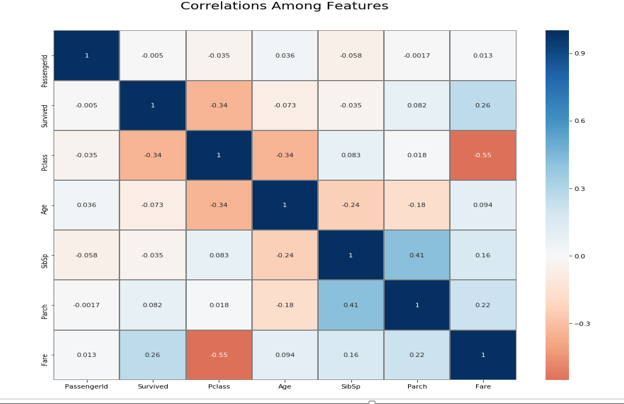 Correlations Among Features
PassengerId 1 -0.005 -0.035 0.036 -0.058 -0.0017 0.013
Survived -0.005 1 -0.34 -0.073 -0.035 0.082 0.26
Pclass -0.035 -0.34 1 -0.34 0.083 0.018 -0.55
Age 0.036 -0.073 -0.34 1 -0.24 -0.18 0.094
SibSp -0.058 -0.035 0.083 -0.24 1 0.41 0.16
Parch -0.0017 0.082 0.018 -0.18 0.41 1 0.22
Fare 0.013 0.26 -0.55 0.094 0.16 0.22 1
PassengerId Survived Pclass Age SibSp Parch Fare
0.9
0.6
0.3
0.0
−0.3